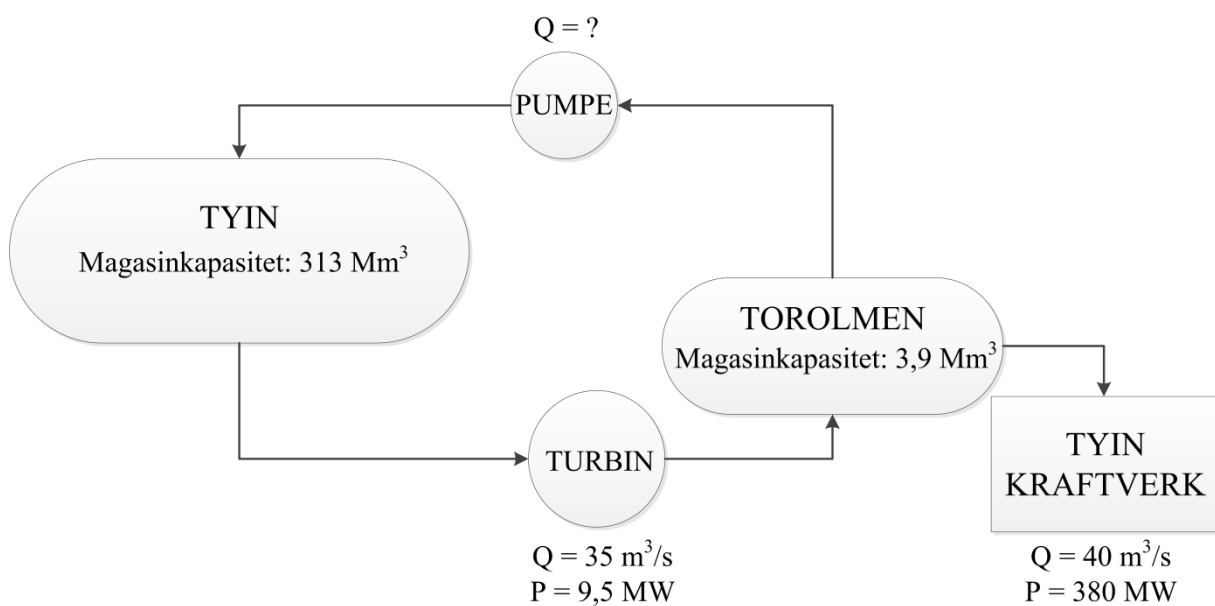 Q = ?
PUMPE
TYIN
Magasinkapasitet: 313 Mm³
TOROLMEN
Magasinkapasitet: 3,9 Mm³
TURBIN
Q = 35 m³/s
P = 9,5 MW
TYIN
KRAFTVERK
Q = 40 m³/s
P = 380 MW